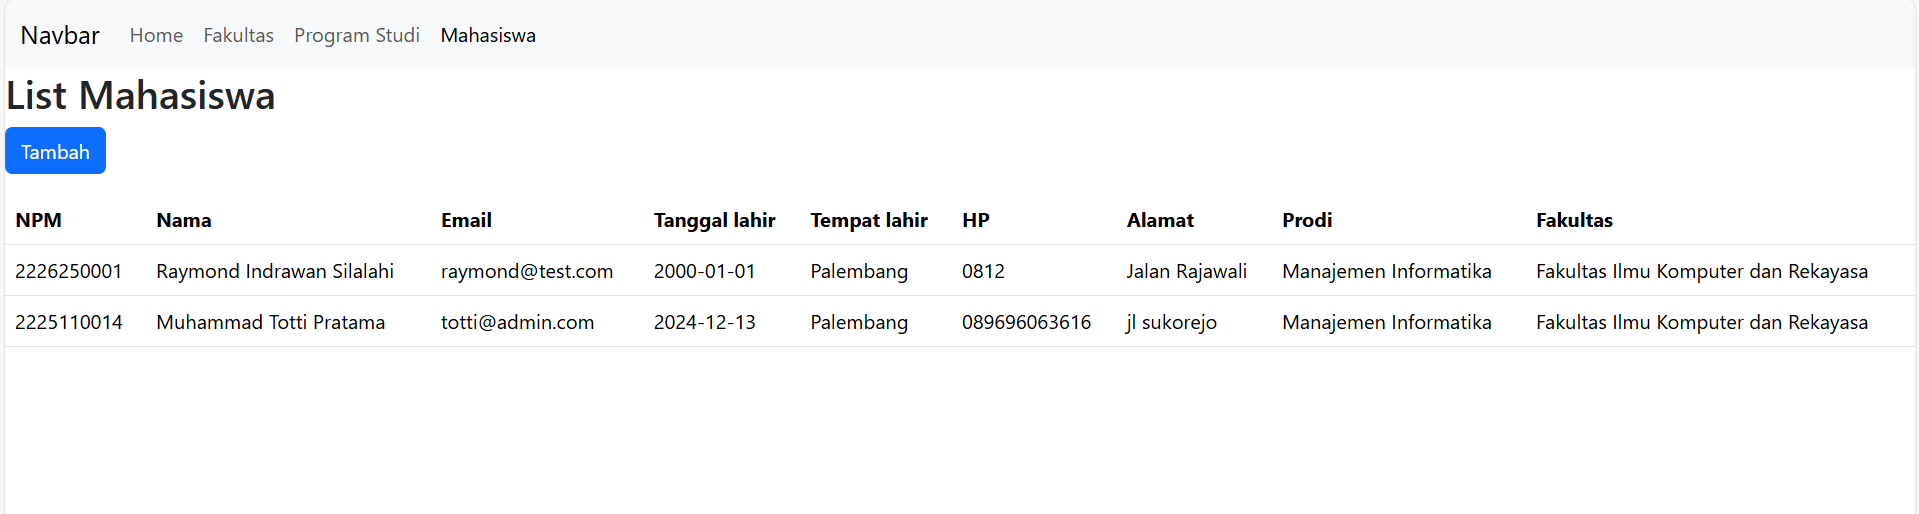 Navbar Home Fakultas Program Studi Mahasiswa
List Mahasiswa
Tambah
NPM Nama Email Tanggal lahir Tempat lahir HP Alamat Prodi Fakultas
2226250001 Raymond Indrawan Silalahi raymond@test.com 2000-01-01 Palembang 0812 Jalan Rajawali Manajemen Informatika Fakultas Ilmu Komputer dan Rekayasa
2225110014 Muhammad Totti Pratama totti@admin.com 2024-12-13 Palembang 089696063616 jl sukorejo Manajemen Informatika Fakultas Ilmu Komputer dan Rekayasa